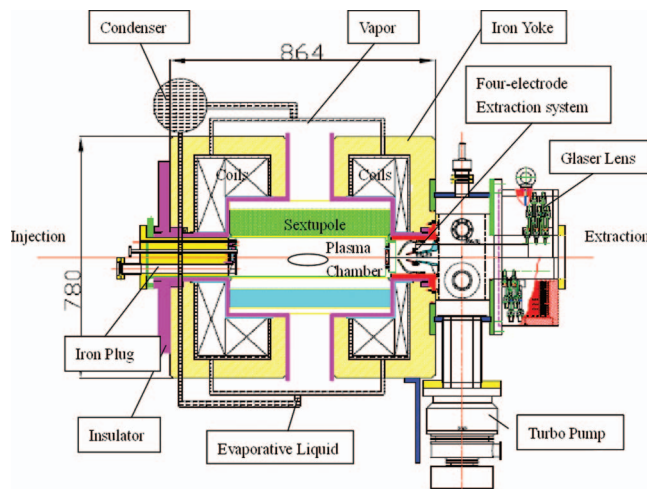 Condenser
Vapor
Iron Yoke
864
Four-electrode
Extraction system
Glaser Lens
Coils
Coils
Sextupole
Injection
Plasma
Extraction
Chamber
780
Iron Plug
Insulator
Evaporative Liquid
Turbo Pump